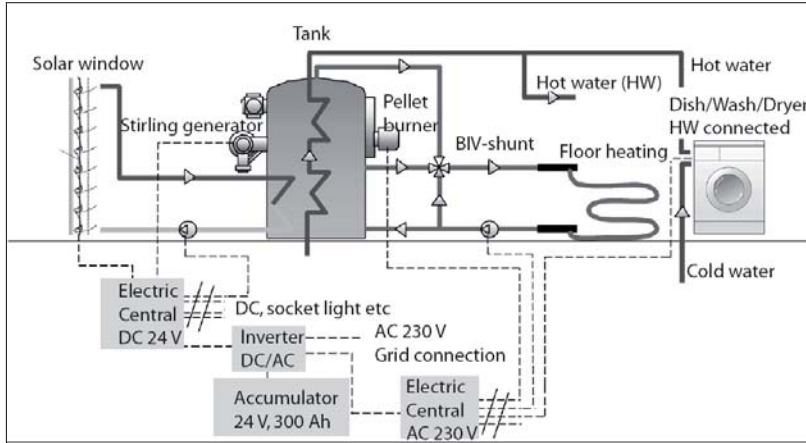 Tank
Solar window
Hot water
Hot water (HW)
Pellet
burner
Dish/Wash/Dryer
HW connected
Stirling generator
BIV-shunt
Floor heating
Cold water
Electric
Central
DC 24 V
DC, socket light etc
Inverter
DC/AC
AC 230 V
Grid connection
Accumulator
24 V, 300 Ah
Electric
Central
AC 230 V